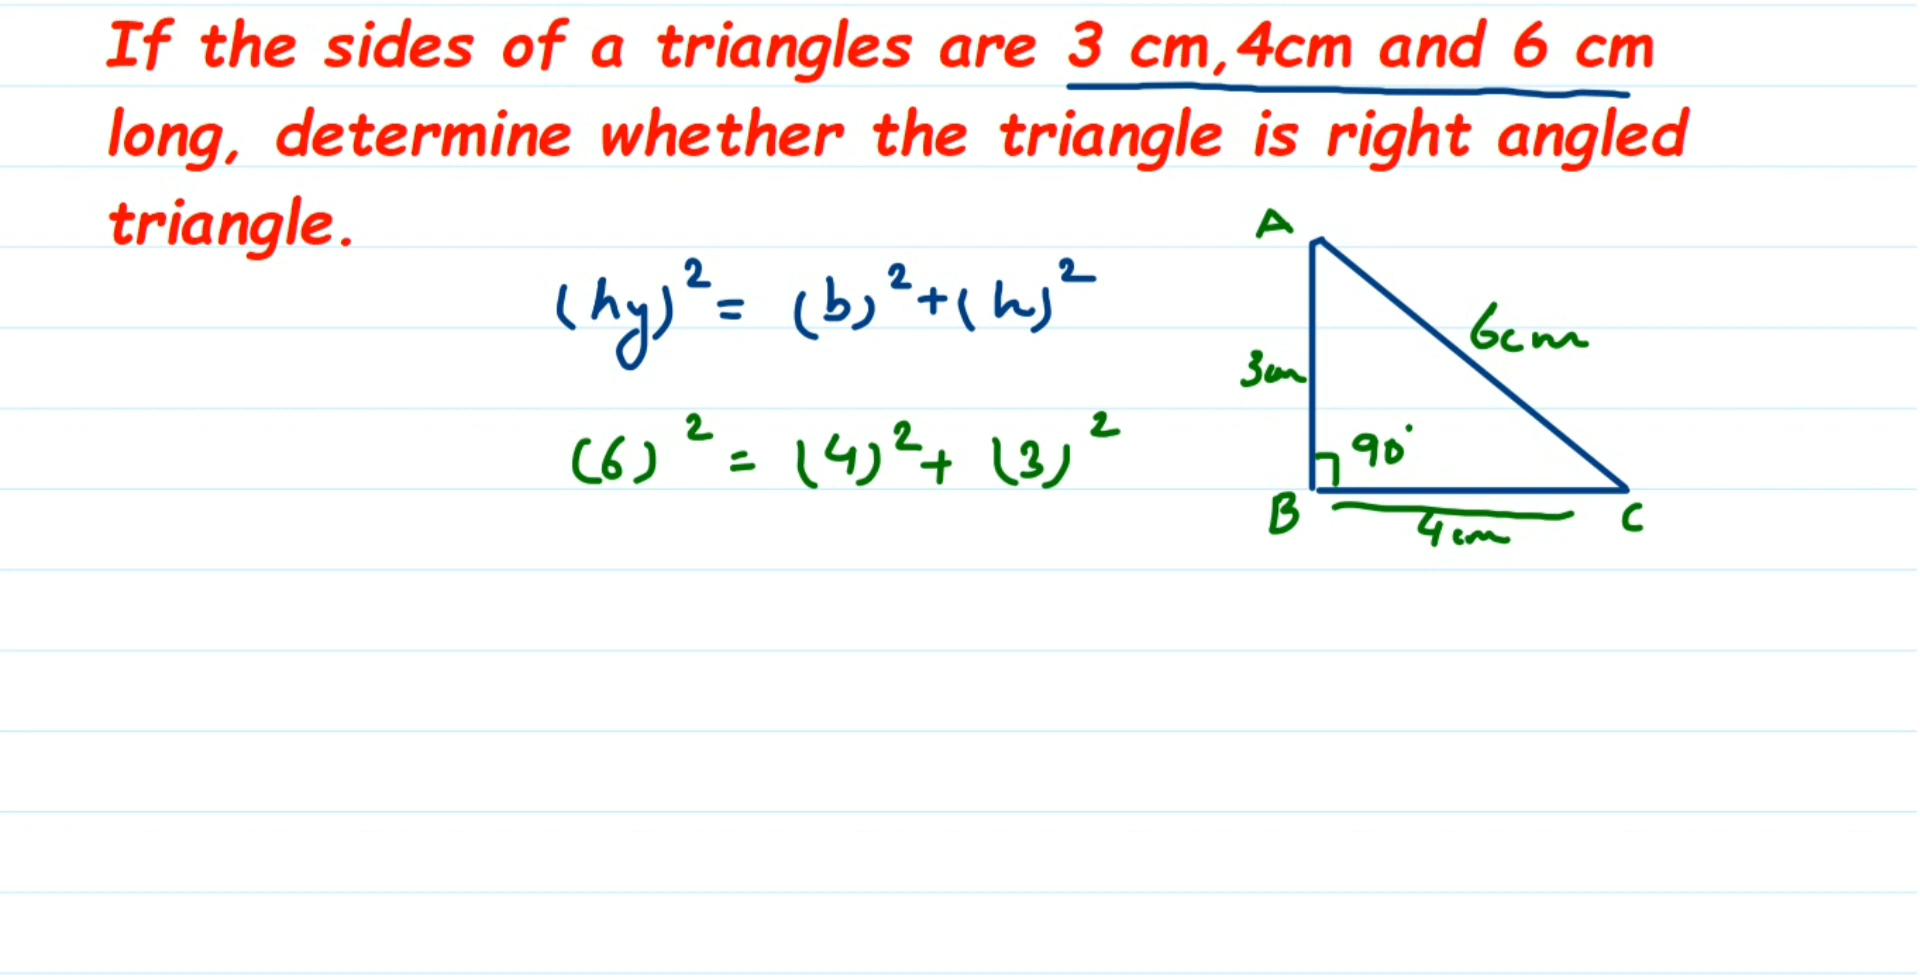 If the sides of a triangles are 3 cm,4cm and 6 cm
long, determine whether the triangle is right angled
triangle.
(hy)² = (b)² + (h)²
(6)² = (4)² + (3)²
A
6cm
3cm
90°
B
4cm
C